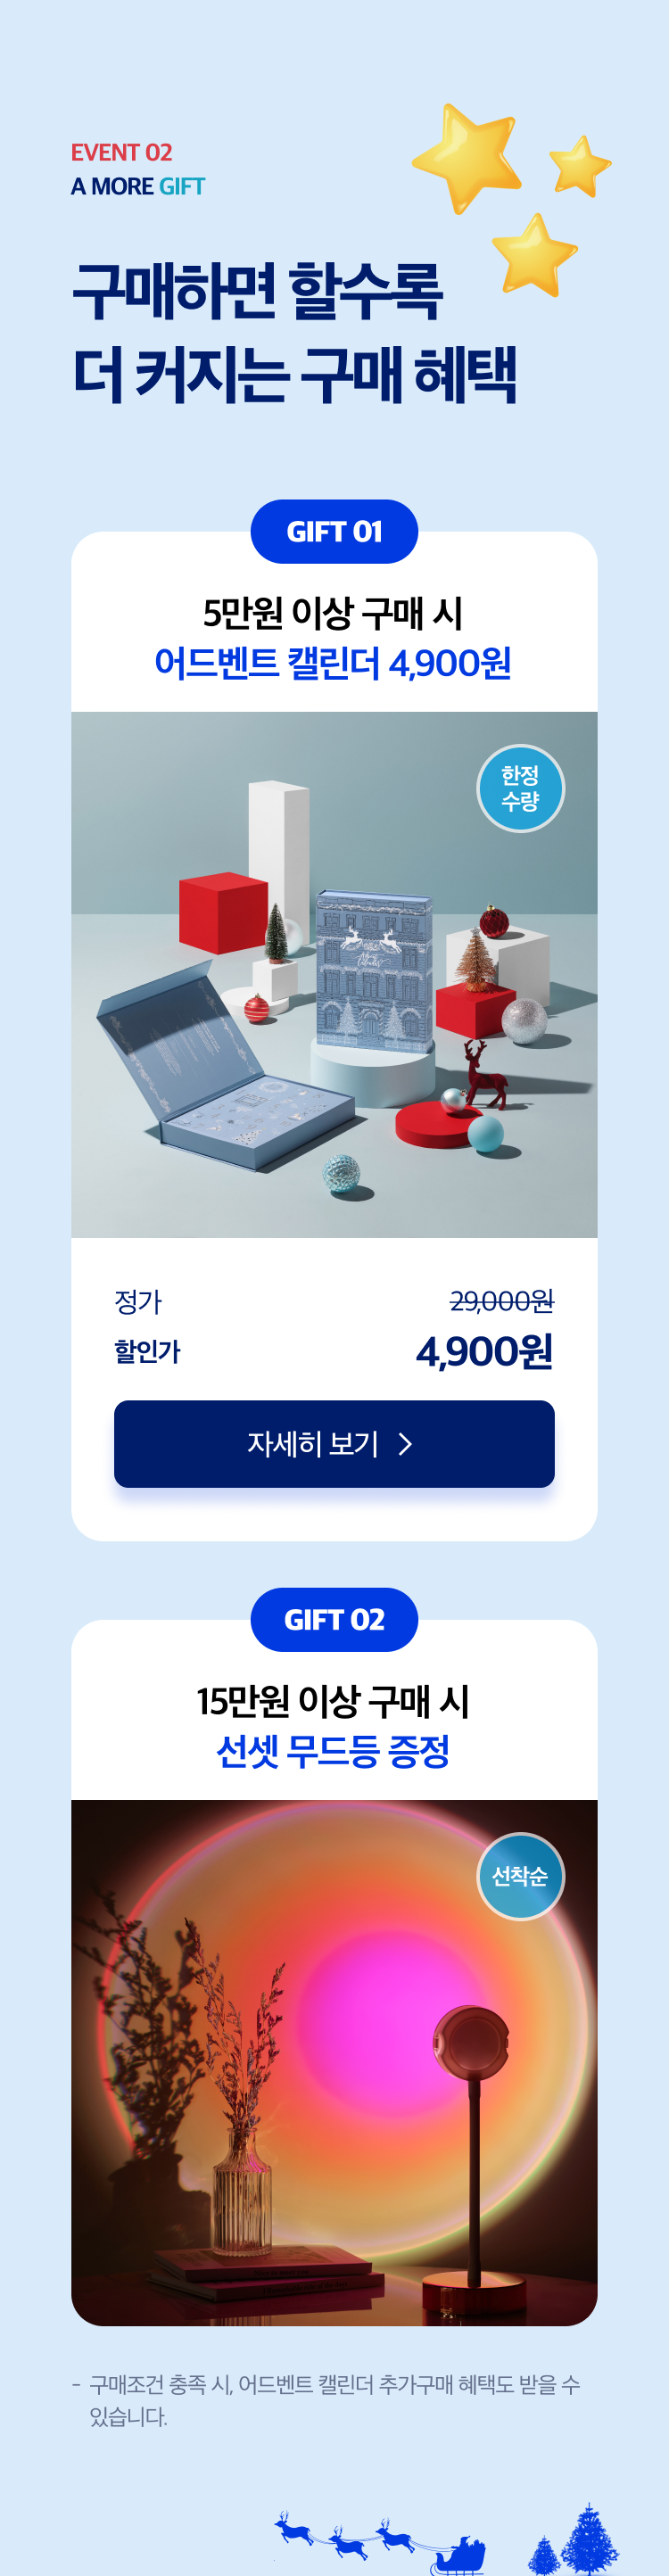 EVENT 02
A MORE GIFT
구매하면 할수록
더 커지는 구매 혜택
GIFT 01
5만원 이상 구매 시
어드벤트 캘린더 4,900원
한정
수량
정가 29,000원
할인가 4,900원
자세히 보기 >
GIFT 02
15만원 이상 구매 시
선셋 무드등 증정
선착순
- 구매조건 충족 시, 어드벤트 캘린더 추가구매 혜택도 받을 수
있습니다.